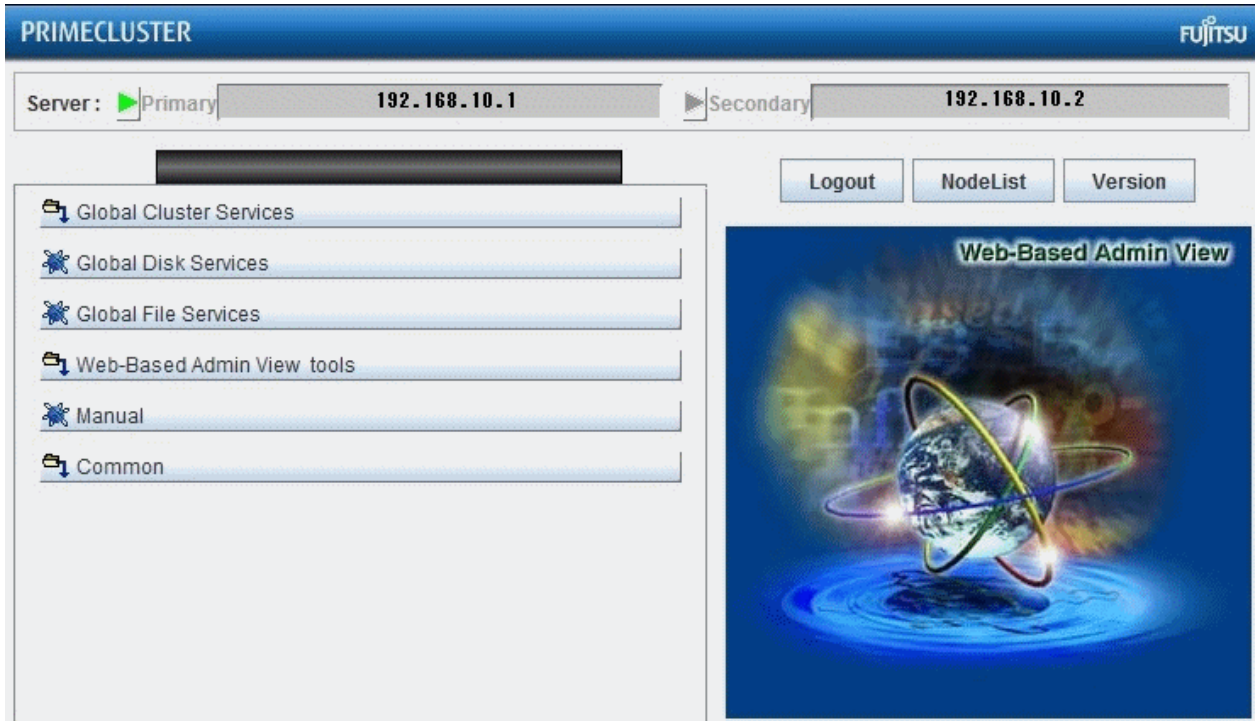 PRIMECLUSTER
FUJITSU
Server : Primary 192.168.10.1 Secondary 192.168.10.2
Logout NodeList Version
Global Cluster Services
Global Disk Services
Global File Services
Web-Based Admin View tools
Manual
Common
Web-Based Admin View